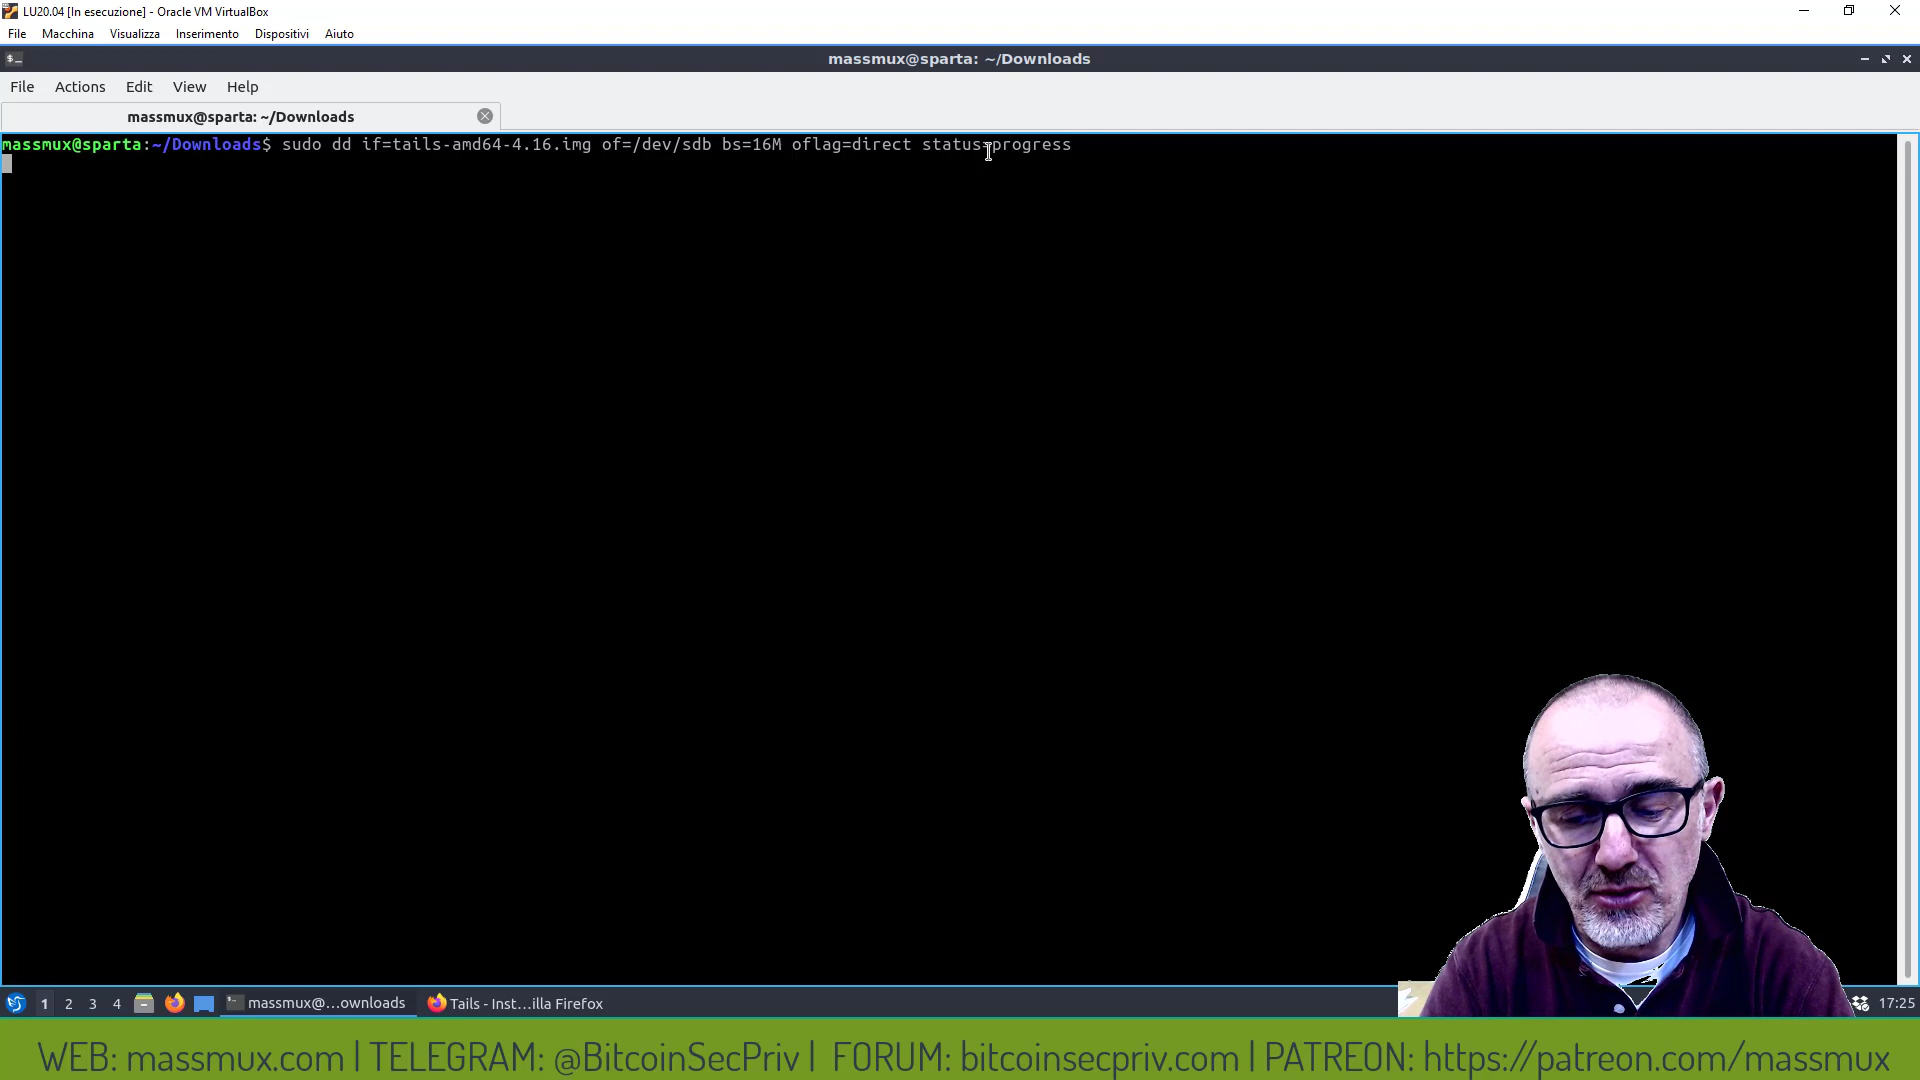 LU20.04 [In esecuzione] - Oracle VM VirtualBox
File Macchina Visualizza Inserimento Dispositivi Aiuto
massmux@sparta: ~/Downloads
File Actions Edit View Help
massmux@sparta: ~/Downloads
massmux@sparta:~/Downloads$ sudo dd if=tails-amd64-4.16.img of=/dev/sdb bs=16M oflag=direct status=progress
1 2 3 4 massmux@...ownloads Tails - Inst...illa Firefox 17:25
WEB: massmux.com | TELEGRAM: @BitcoinSecPriv | FORUM: bitcoinsecpriv.com | PATREON: https://patreon.com/massmux